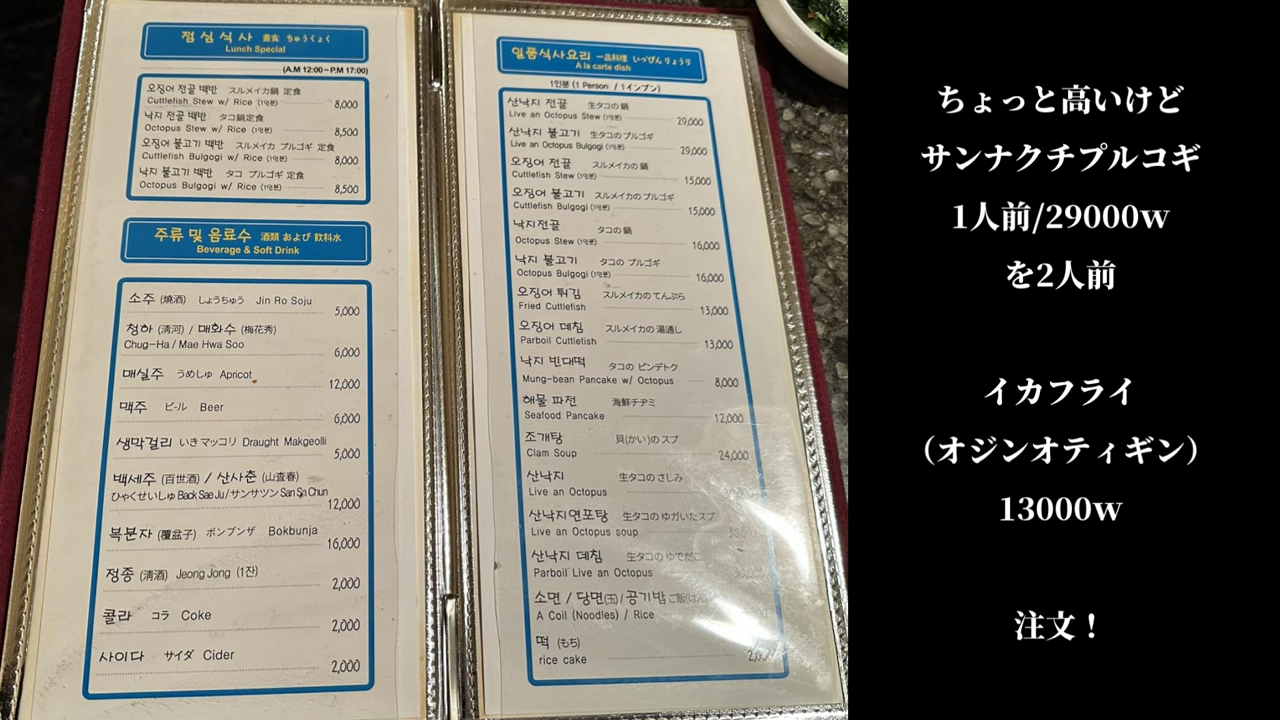 점심식사 晝食 ちゅうくょく
Lunch Special
(A.M 12:00~P.M 17:00)
오징어 전골 백반 スルメイカ鍋 定食
Cuttlefish Stew w/ Rice (1인분) 8,000
낙지 전골 백반 タコ鍋定食
Octopus Stew w/ Rice (1인분) 8,500
오징어 불고기 백반 スルメイカ プルゴギ 定食
Cuttlefish Bulgogi w/ Rice (1인분) 8,000
낙지 불고기 백반 タコ プルゴギ 定食
Octopus Bulgogi w/ Rice (1인분) 8,500
주류 및 음료수 酒類 および 飮料水
Beverage & Soft Drink
소주 (燒酒) しょうちゅう Jin Ro Soju 5,000
청하 (淸河) / 매화수 (梅花秀)
Chug-Ha / Mae Hwa Soo 6,000
매실주 うめしゅ Apricot 12,000
맥주 ビール Beer 6,000
생막걸리 いきマッコリ Draught Makgeolli 5,000
백세주 (百世酒) / 산사춘 (山査春)
ひゃくせいしゅ Back Sae Ju / サンサツン San Sa Chun 12,000
복분자 (覆盆子) ボンブンザ Bokbunja 16,000
정종 (淸酒) Jeong Jong (1잔) 2,000
콜라 コラ Coke 2,000
사이다 サイダ Cider 2,000
일품식사요리 一品料理 いっぴんりょうり
A la carte dish
1인분 (1 Person / 1インブン)
산낙지 전골 生タコの 鍋
Live an Octopus Stew (1인분) 29,000
산낙지 불고기 生タコの プルゴギ
Live an Octopus Bulgogi (1인분) 29,000
오징어 전골 スルメイカの 鍋
Cuttlefish Stew (1인분) 15,000
오징어 불고기 スルメイカの プルゴギ
Cuttlefish Bulgogi (1인분) 15,000
낙지전골 タコの 鍋
Octopus Stew (1인분) 16,000
낙지 불고기 タコの プルゴギ
Octopus Bulgogi (1인분) 16,000
오징어 튀김 スルメイカの てんぷら
Fried Cuttlefish 13,000
오징어 데침 スルメイカの 湯通し
Parboil Cuttlefish 13,000
낙지 빈대떡 タコの ピンデトク
Mung-bean Pancake w/ Octopus 8,000
해물 파전 海鮮チヂミ
Seafood Pancake 12,000
조개탕 貝(かい)の スプ
Clam Soup 24,000
산낙지 生タコの さしみ
Live an Octopus
산낙지연포탕 生タコの ゆがいたスプ
Live an Octopus soup
산낙지 데침 生タコの ゆでだこ
Parboil Live an Octopus
소면 / 당면(玉) / 공기밥 ご飯
A Coil (Noodles) / Rice
떡 (もち)
rice cake 2,000
ちょっと高いけど
サンナクチプルコギ
1人前/29000w
を2人前
イカフライ
（オジンオティギン）
13000w
注文！